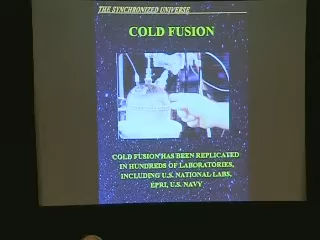 THE SYNCHRONIZED UNIVERSE
COLD FUSION
COLD FUSION HAS BEEN REPLICATED
IN HUNDREDS OF LABORATORIES,
INCLUDING U.S. NATIONAL LABS,
EPRI, U.S. NAVY